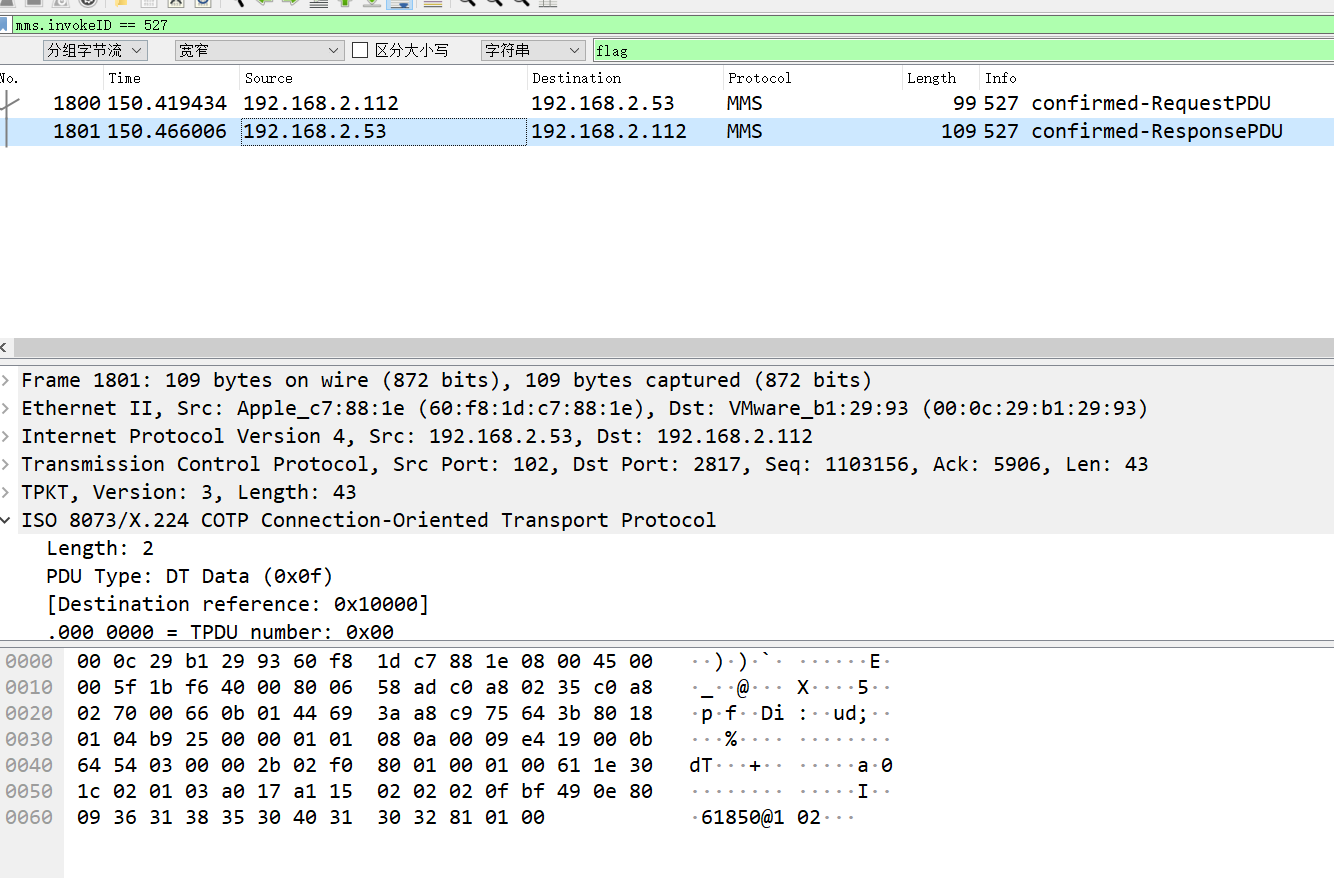 mms.invokeID == 527
分组字节流 宽窄 区分大小写 字符串 flag
No. Time Source Destination Protocol Length Info
1800 150.419434 192.168.2.112 192.168.2.53 MMS 99 527 confirmed-RequestPDU
1801 150.466006 192.168.2.53 192.168.2.112 MMS 109 527 confirmed-ResponsePDU
Frame 1801: 109 bytes on wire (872 bits), 109 bytes captured (872 bits)
Ethernet II, Src: Apple_c7:88:1e (60:f8:1d:c7:88:1e), Dst: VMware_b1:29:93 (00:0c:29:b1:29:93)
Internet Protocol Version 4, Src: 192.168.2.53, Dst: 192.168.2.112
Transmission Control Protocol, Src Port: 102, Dst Port: 2817, Seq: 1103156, Ack: 5906, Len: 43
TPKT, Version: 3, Length: 43
ISO 8073/X.224 COTP Connection-Oriented Transport Protocol
Length: 2
PDU Type: DT Data (0x0f)
[Destination reference: 0x10000]
.000 0000 = TPDU number: 0x00
0000 00 0c 29 b1 29 93 60 f8 1d c7 88 1e 08 00 45 00 ··)·)·`· ······E·
0010 00 5f 1b f6 40 00 80 06 58 ad c0 a8 02 35 c0 a8 ·_··@··· X····5··
0020 02 70 00 66 0b 01 44 69 3a a8 c9 75 64 3b 80 18 ·p·f··Di :··ud;··
0030 01 04 b9 25 00 00 01 01 08 0a 00 09 e4 19 00 0b ···%···· ········
0040 64 54 03 00 00 2b 02 f0 80 01 00 01 00 61 1e 30 dT···+·· ·····a·0
0050 1c 02 01 03 a0 17 a1 15 02 02 02 0f bf 49 0e 80 ········ ·····I··
0060 09 36 31 38 35 30 40 31 30 32 81 01 00 ·61850@1 02···